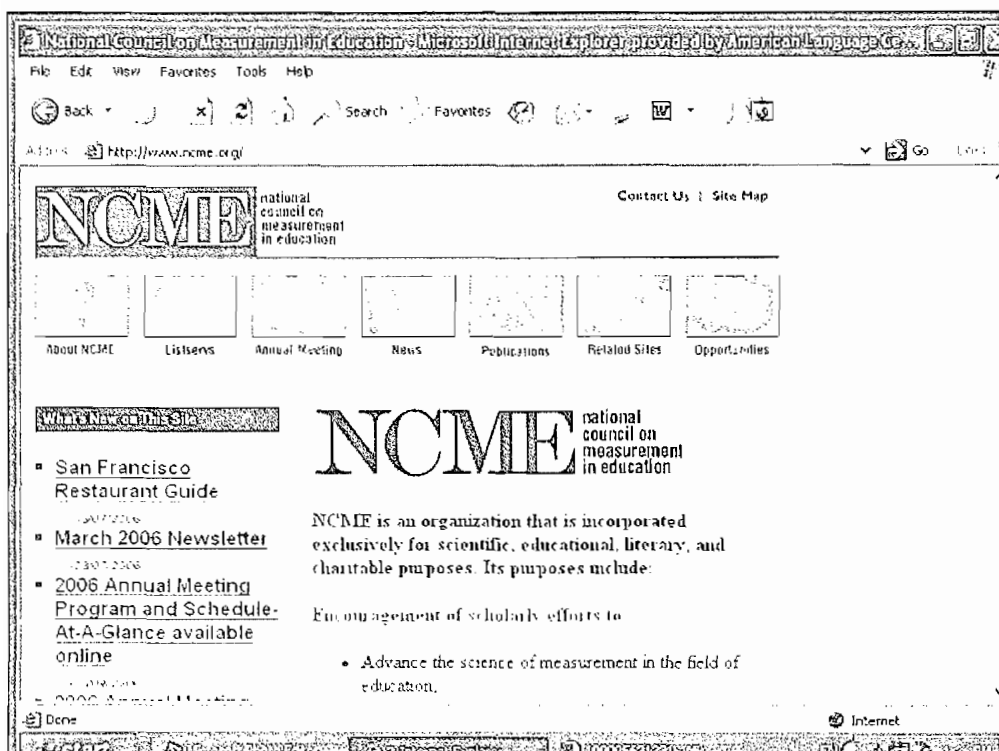 National Council on Measurement in Education - Microsoft Internet Explorer provided by American Language Ce...
File Edit View Favorites Tools Help
Back Search Favorites
Address http://www.ncme.org/ Go
NCME national
council on
measurement
in education
Contact Us | Site Map
About NCME Listservs Annual Meeting News Publications Related Sites Opportunities
What's New on This Site
San Francisco
Restaurant Guide
March 2006 Newsletter
2006 Annual Meeting
Program and Schedule-
At-A-Glance available
online
2006 Annual Meeting
NCME national
council on
measurement
in education
NCME is an organization that is incorporated
exclusively for scientific, educational, literary, and
charitable purposes. Its purposes include:
Encouragement of scholarly efforts to
• Advance the science of measurement in the field of
education,
Done Internet